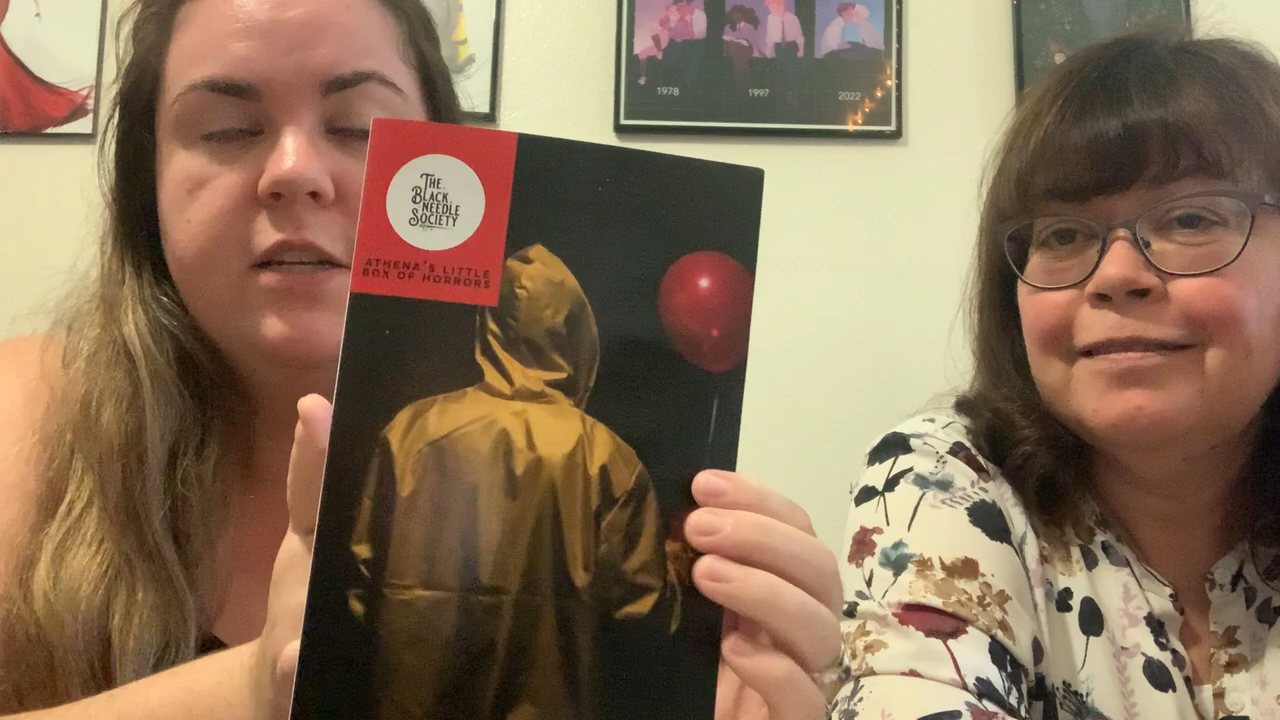 1978
1997
2022
THE
BLACK
NEEDLE
SOCIETY
ATHENA'S LITTLE
BOX OF HORRORS